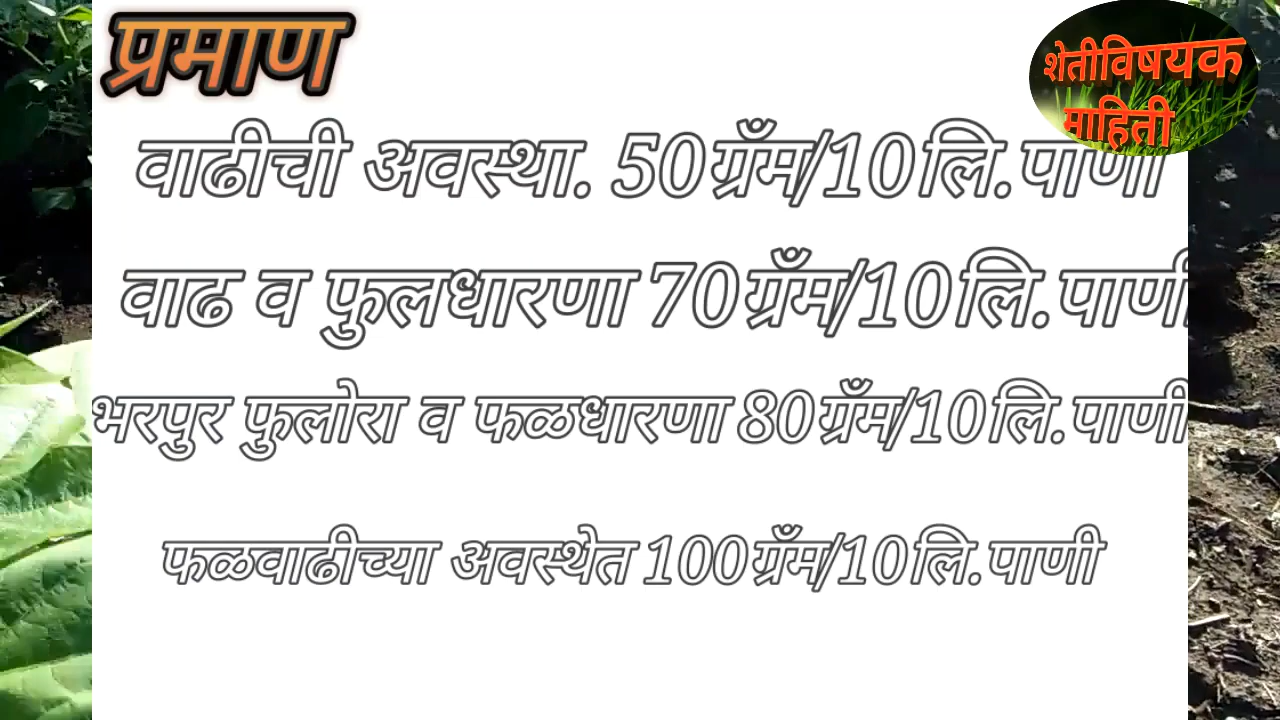 प्रमाण
शेतीविषयक
माहिती
वाढीची अवस्था. 50ग्रॅंम/10लि.पाणी
वाढ व फुलधारणा 70ग्रॅंम/10लि.पाणी
भरपुर फुलोरा व फळधारणा 80ग्रॅंम/10लि.पाणी
फळवाढीच्या अवस्थेत 100ग्रॅंम/10लि.पाणी